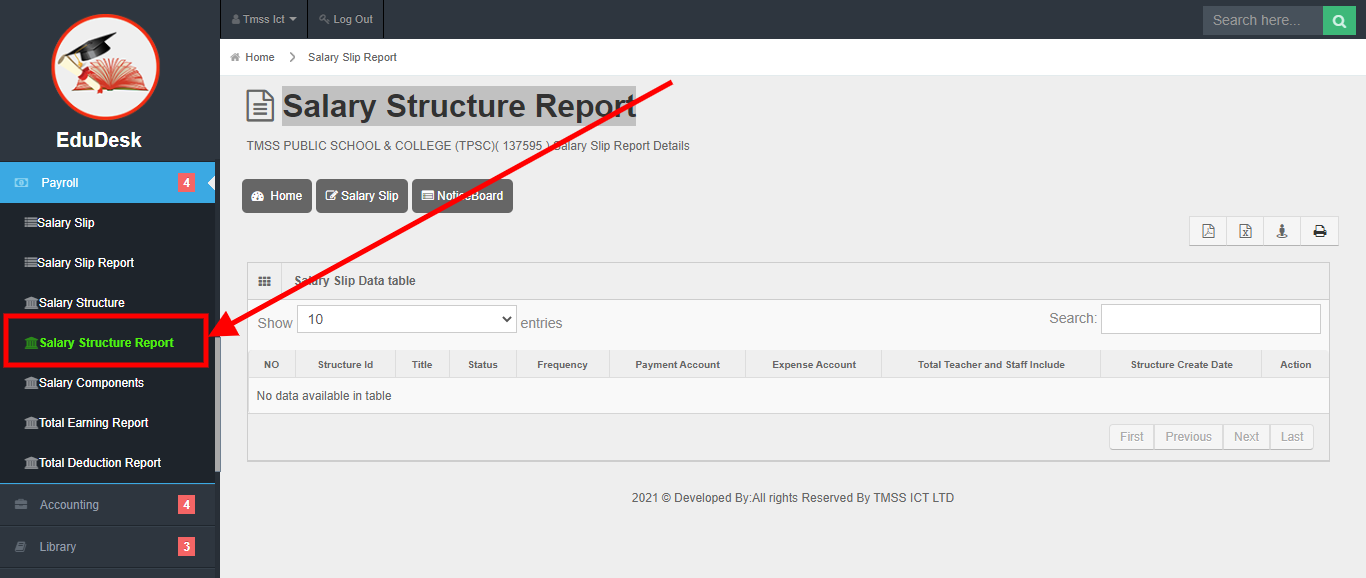 Tmss Ict
Log Out
Search here...
EduDesk
Home
Salary Slip Report
Salary Structure Report
TMSS PUBLIC SCHOOL & COLLEGE (TPSC)( 137595 ) Salary Slip Report Details
Payroll 4
Salary Slip
Salary Slip Report
Salary Structure
Salary Structure Report
Salary Components
Total Earning Report
Total Deduction Report
Accounting 4
Library 3
Home
Salary Slip
NoticeBoard
Salary Slip Data table
Show 10 entries
Search:
NO Structure Id Title Status Frequency Payment Account Expense Account Total Teacher and Staff Include Structure Create Date Action
No data available in table
First Previous Next Last
2021 © Developed By:All rights Reserved By TMSS ICT LTD